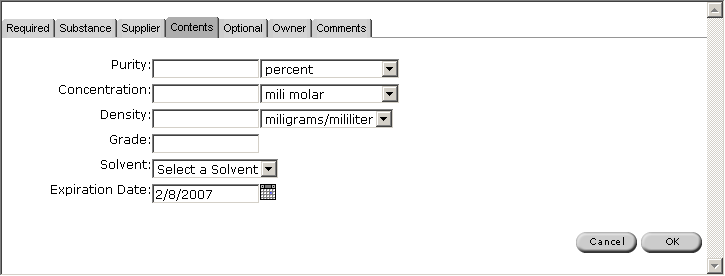 Required Substance Supplier Contents Optional Owner Comments
Purity: percent
Concentration: mili molar
Density: miligrams/mililiter
Grade:
Solvent: Select a Solvent
Expiration Date: 2/8/2007
Cancel OK